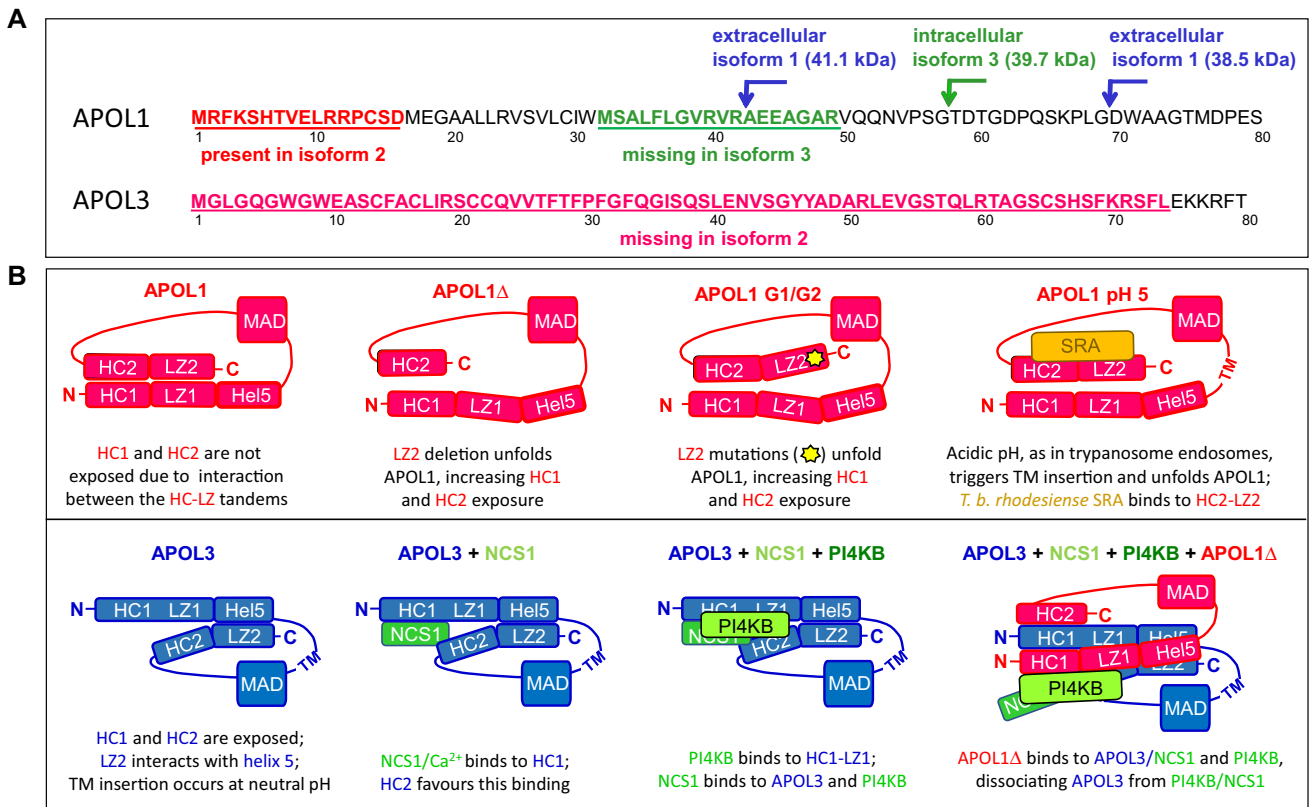 A
extracellular isoform 1 (41.1 kDa)
intracellular isoform 3 (39.7 kDa)
extracellular isoform 1 (38.5 kDa)
APOL1
MRFKSHTVELRRPCSDMEGAALLRVSVLCIWMSALFLGVRVRAEEAGARVQQNVPSGTDTGDPQSKPLGDWAAGTMDPES
1 10 20 30 40 50 60 70 80
present in isoform 2
missing in isoform 3
APOL3
MGLGQGWGWEASCFACLIRSCCQVVTFTFPFGFQGISQSLENVSGYYADARLEVGSTQLRTAGSCSHSFKRSFLEKKRFT
1 10 20 30 40 50 60 70 80
missing in isoform 2
B
APOL1
MAD
HC2 LZ2 C
N HC1 LZ1 Hel5
HC1 and HC2 are not
exposed due to interaction
between the HC-LZ tandems
APOL1Δ
MAD
HC2 C
N HC1 LZ1 Hel5
LZ2 deletion unfolds
APOL1, increasing HC1
and HC2 exposure
APOL1 G1/G2
MAD
HC2 LZ2 C
N HC1 LZ1 Hel5
LZ2 mutations ( ) unfold
APOL1, increasing HC1
and HC2 exposure
APOL1 pH 5
MAD
SRA
HC2 LZ2 C
TM
N HC1 LZ1 Hel5
Acidic pH, as in trypanosome endosomes,
triggers TM insertion and unfolds APOL1;
T. b. rhodesiense SRA binds to HC2-LZ2
APOL3
N HC1 LZ1 Hel5
HC2 LZ2 C
TM
MAD
HC1 and HC2 are exposed;
LZ2 interacts with helix 5;
TM insertion occurs at neutral pH
APOL3 + NCS1
N HC1 LZ1 Hel5
NCS1 HC2 LZ2 C
TM
MAD
NCS1/Ca²⁺ binds to HC1;
HC2 favours this binding
APOL3 + NCS1 + PI4KB
N HC1 LZ1 Hel5
NCS1 PI4KB HC2 LZ2 C
TM
MAD
PI4KB binds to HC1-LZ1;
NCS1 binds to APOL3 and PI4KB
APOL3 + NCS1 + PI4KB + APOL1Δ
MAD
HC2 C
N HC1 LZ1 Hel5
N HC1 LZ1 Hel5
LZ2 C
PI4KB
TM
MAD
APOL1Δ binds to APOL3/NCS1 and PI4KB,
dissociating APOL3 from PI4KB/NCS1